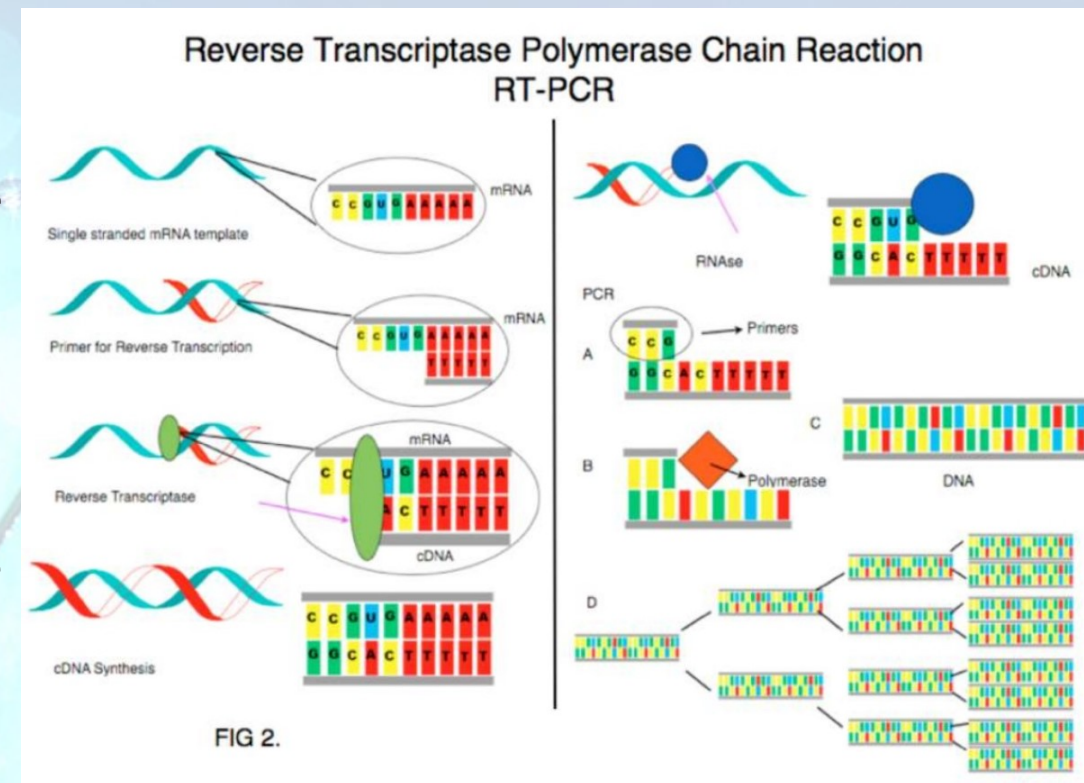 Reverse Transcriptase Polymerase Chain Reaction
RT-PCR
mRNA
C C G U G A A A A A
Single stranded mRNA template
mRNA
C C G U G A A A A A
T T T T T
Primer for Reverse Transcription
mRNA
C C U G A A A A A
A C T T T T T
Reverse Transcriptase
cDNA
C C G U G A A A A A
G G C A C T T T T T
cDNA Synthesis
FIG 2.
RNAse
C C G U G
G G C A C T T T T T
cDNA
PCR
Primers
A
C C G
G G C A C T T T T T
C
DNA
B
Polymerase
D